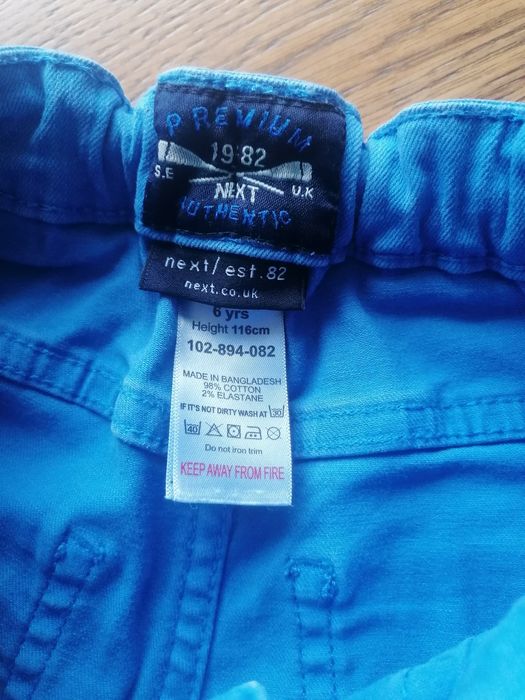 PREMIUM
19 82
S.E U.K
NEXT
AUTHENTIC
next/est.82
next.co.uk
6 yrs
Height 116cm
102-894-082
MADE IN BANGLADESH
98% COTTON
2% ELASTANE
IF IT'S NOT DIRTY WASH AT 30
40
Do not iron trim
KEEP AWAY FROM FIRE